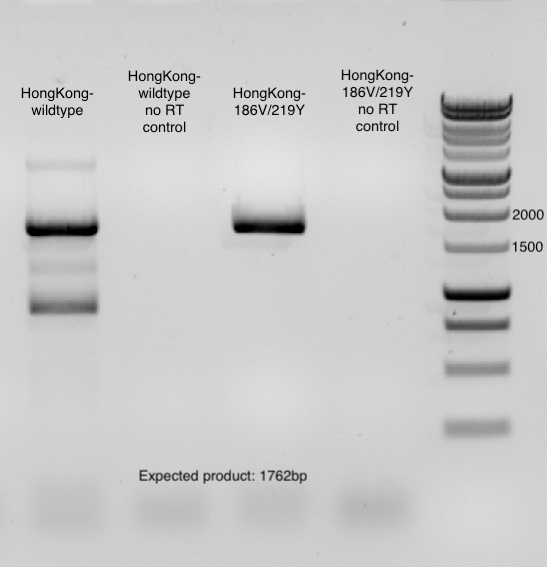 HongKong-
wildtype
HongKong-
wildtype
no RT
control
HongKong-
186V/219Y
HongKong-
186V/219Y
no RT
control
2000
1500
Expected product: 1762bp